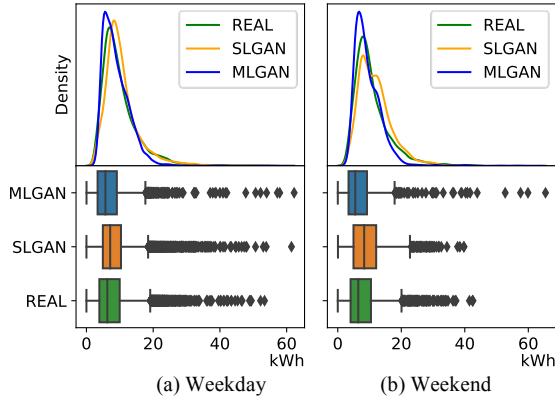 Density
REAL
SLGAN
MLGAN
REAL
SLGAN
MLGAN
MLGAN
SLGAN
REAL
0 20 40 60
kWh
0 20 40 60
kWh
(a) Weekday
(b) Weekend